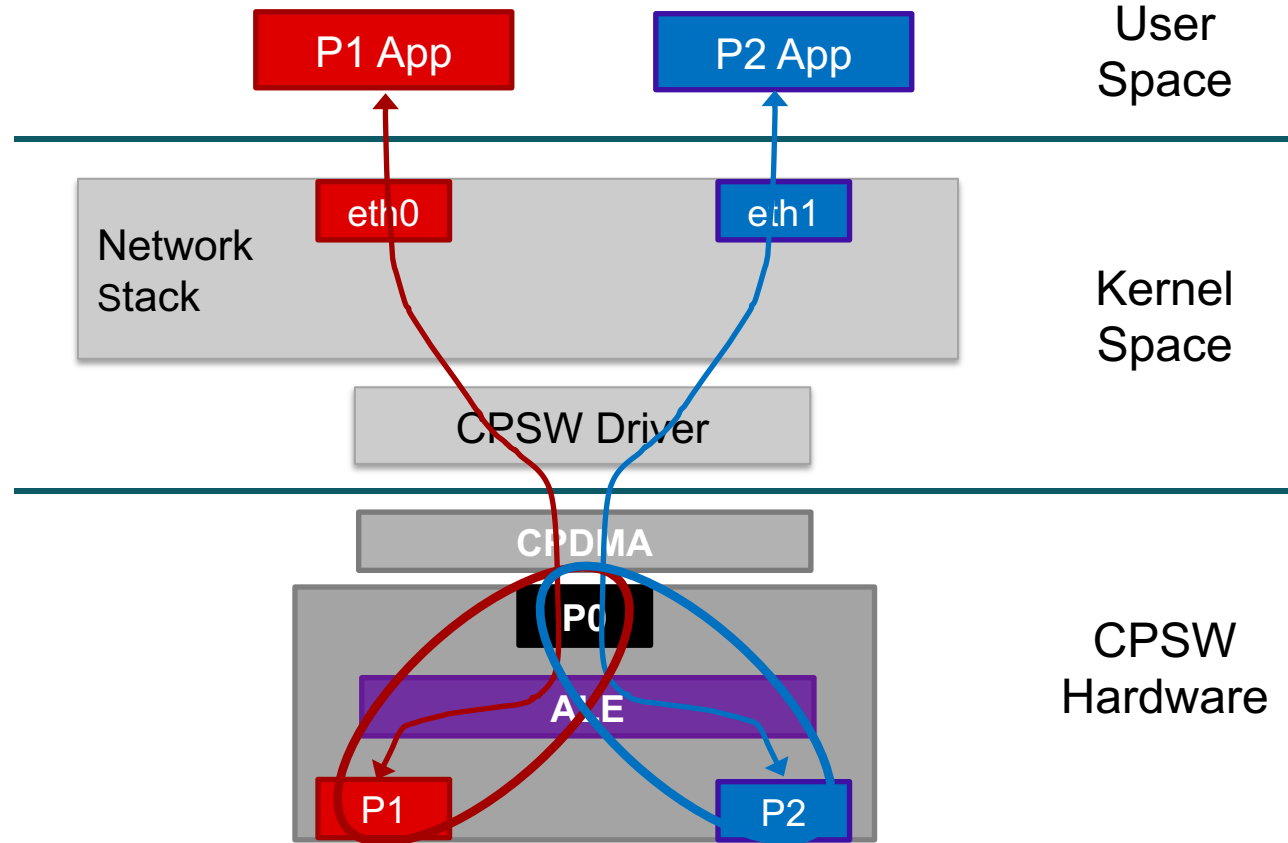 P1 App
P2 App
User
Space
eth0
eth1
Network
Stack
Kernel
Space
CPSW Driver
CPDMA
P0
CPSW
Hardware
ALE
P1
P2